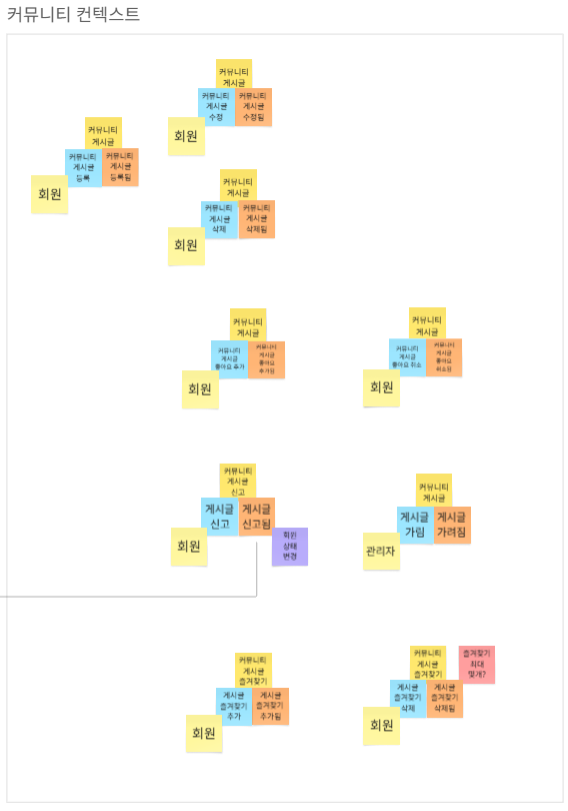 커뮤니티 컨텍스트
커뮤니티
게시글
커뮤니티
게시글
수정
커뮤니티
게시글
수정됨
회원
커뮤니티
게시글
커뮤니티
게시글
등록
커뮤니티
게시글
등록됨
회원
커뮤니티
게시글
커뮤니티
게시글
삭제
커뮤니티
게시글
삭제됨
회원
커뮤니티
게시글
커뮤니티
게시글
좋아요 추가
커뮤니티
게시글
좋아요
추가됨
회원
커뮤니티
게시글
커뮤니티
게시글
좋아요 취소
커뮤니티
게시글
좋아요
취소됨
회원
커뮤니티
게시글
신고
게시글
신고
게시글
신고됨
회원
회원
상태
변경
커뮤니티
게시글
게시글
가림
게시글
가려짐
관리자
커뮤니티
게시글
즐겨찾기
게시글
즐겨찾기
추가
게시글
즐겨찾기
추가됨
회원
커뮤니티
게시글
즐겨찾기
즐겨찾기
최대
몇개?
게시글
즐겨찾기
삭제
게시글
즐겨찾기
삭제됨
회원